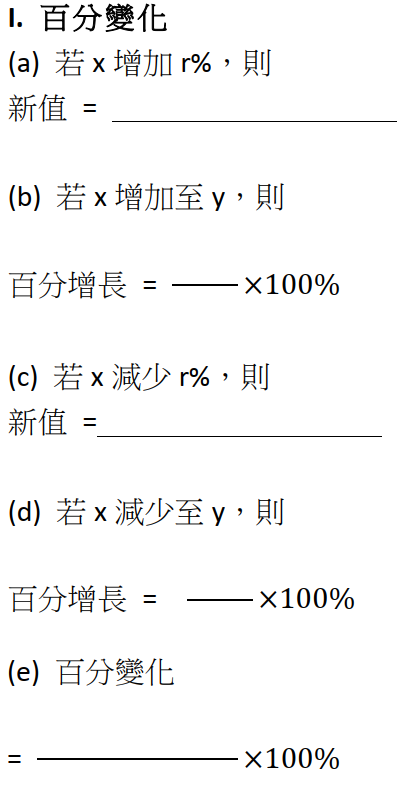 I. 百分變化
(a) 若 x 增加 r%，則
新值 = ____________________
(b) 若 x 增加至 y，則
百分增長 = ——— ×100%
(c) 若 x 減少 r%，則
新值 =____________________
(d) 若 x 減少至 y，則
百分增長 = ——— ×100%
(e) 百分變化
= —————————— ×100%